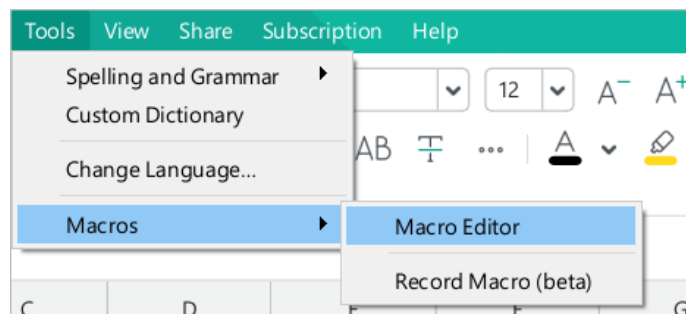 Tools View Share Subscription Help
Spelling and Grammar
12 A− A+
Custom Dictionary
AB T A
Change Language...
Macros
Macro Editor
Record Macro (beta)
C D E F G